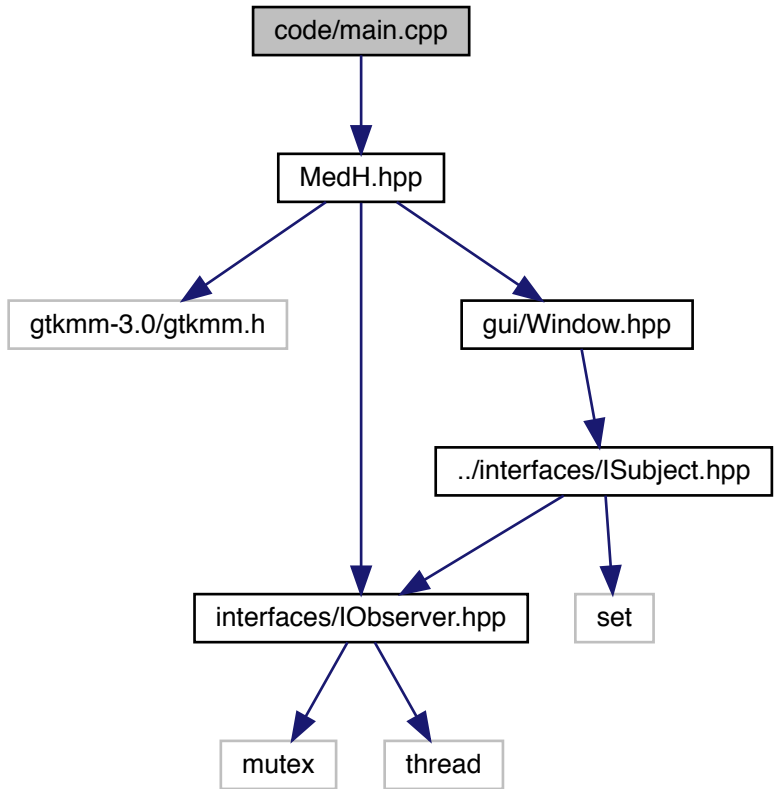 code/main.cpp
MedH.hpp
gtkmm-3.0/gtkmm.h
gui/Window.hpp
../interfaces/ISubject.hpp
interfaces/IObserver.hpp
set
mutex
thread